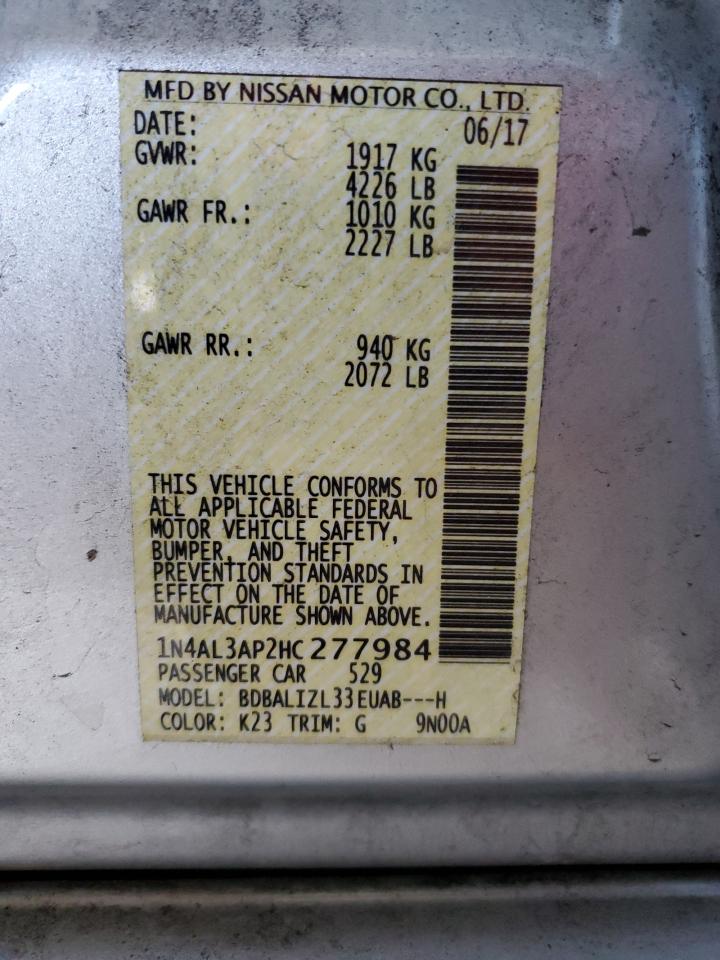 MFD BY NISSAN MOTOR CO., LTD.
DATE: 06/17
GVWR: 1917 KG
4226 LB
GAWR FR.: 1010 KG
2227 LB
GAWR RR.: 940 KG
2072 LB
THIS VEHICLE CONFORMS TO
ALL APPLICABLE FEDERAL
MOTOR VEHICLE SAFETY,
BUMPER, AND THEFT
PREVENTION STANDARDS IN
EFFECT ON THE DATE OF
MANUFACTURE SHOWN ABOVE.
1N4AL3AP2HC277984
PASSENGER CAR 529
MODEL: BDBALIZL33EUAB---H
COLOR: K23 TRIM: G 9N00A